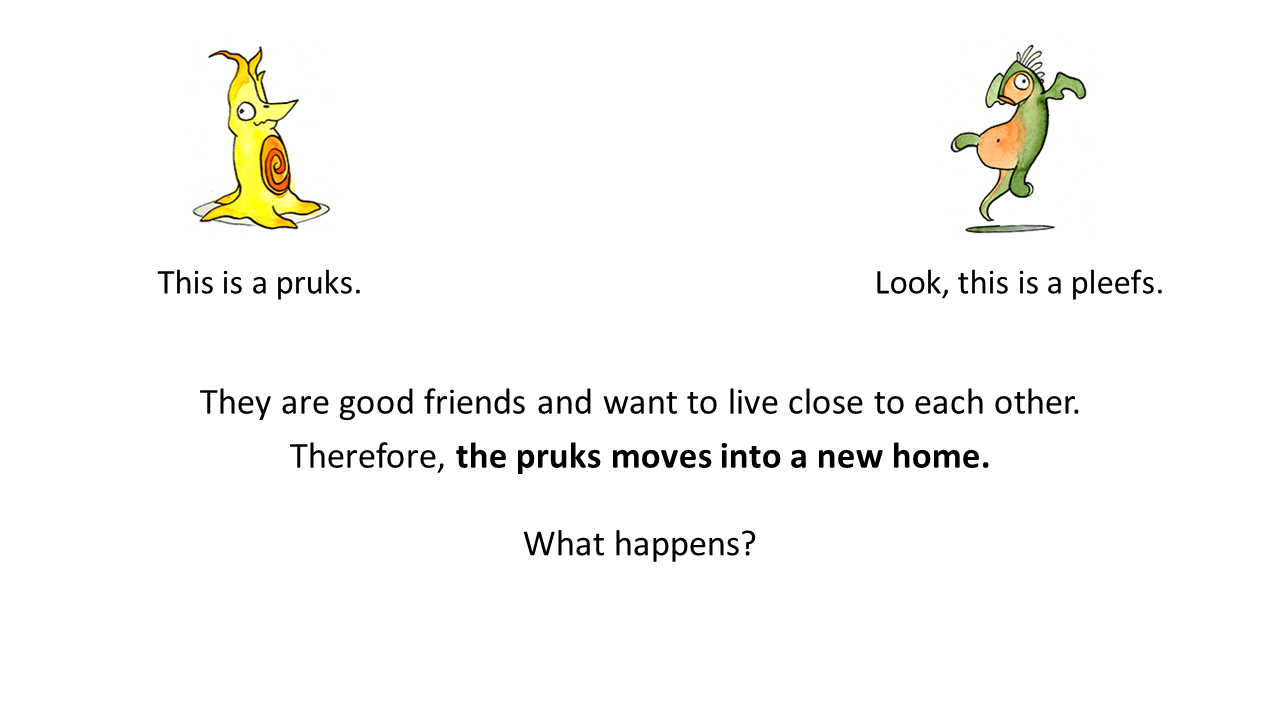 This is a pruks.
Look, this is a pleefs.
They are good friends and want to live close to each other.
Therefore, the pruks moves into a new home.
What happens?